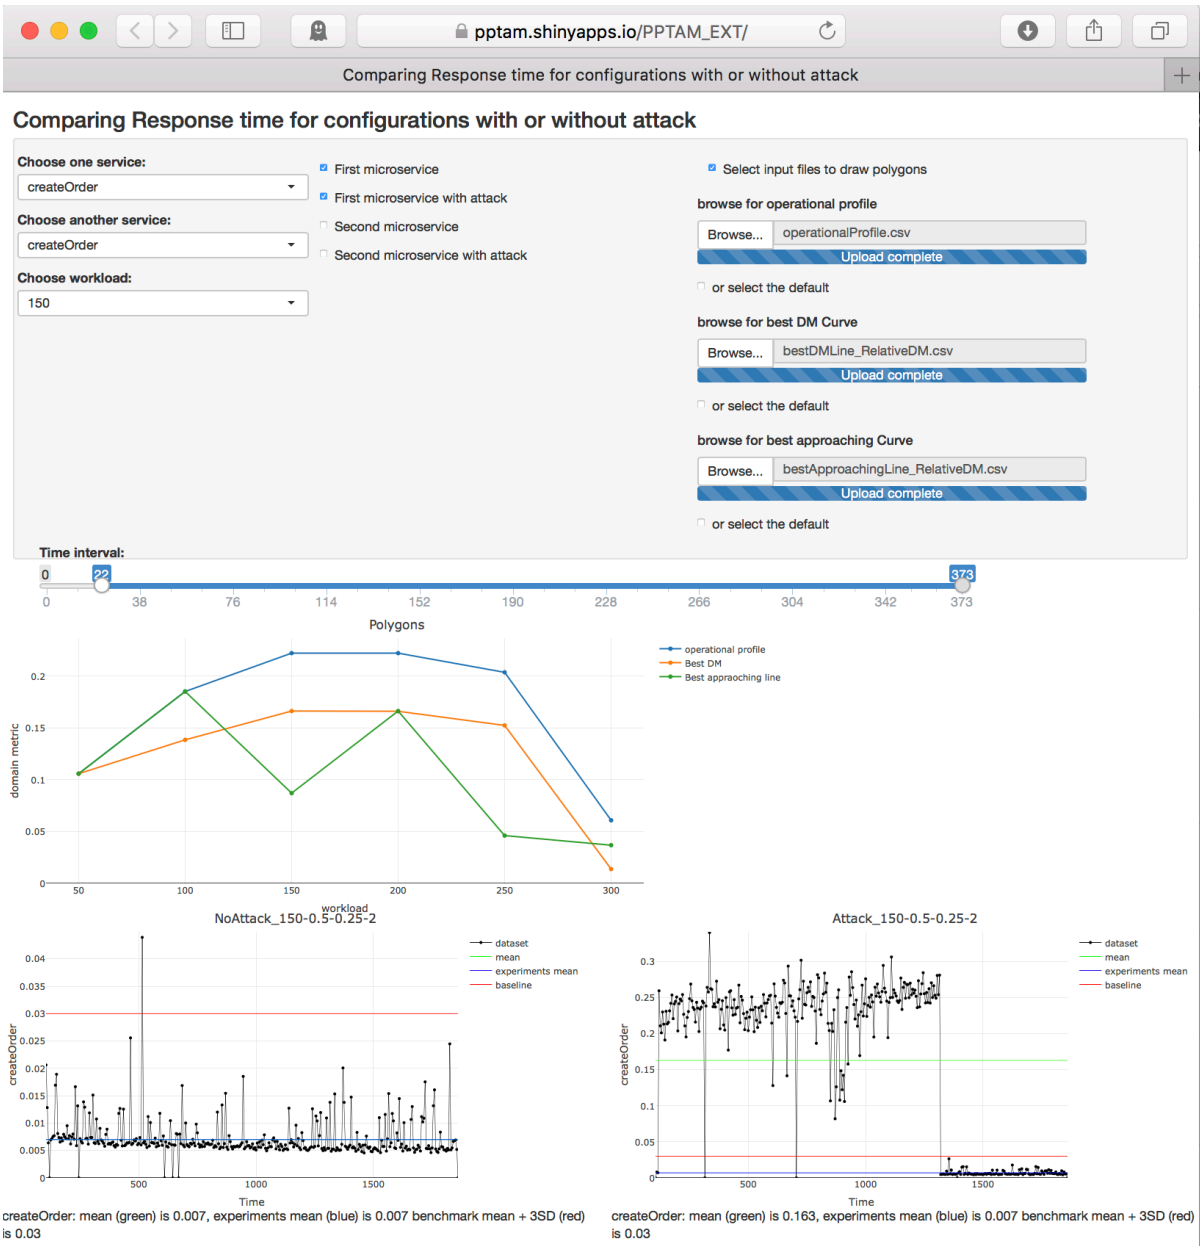 pptam.shinyapps.io/PPTAM_EXT/
Comparing Response time for configurations with or without attack
Comparing Response time for configurations with or without attack
Choose one service:
createOrder
Choose another service:
createOrder
Choose workload:
150
First microservice
First microservice with attack
Second microservice
Second microservice with attack
Select input files to draw polygons
browse for operational profile
Browse... operationalProfile.csv
Upload complete
or select the default
browse for best DM Curve
Browse... bestDMLine_RelativeDM.csv
Upload complete
or select the default
browse for best approaching Curve
Browse... bestApproachingLine_RelativeDM.csv
Upload complete
or select the default
Time interval:
0 22 373
0 38 76 114 152 190 228 266 304 342 373
Polygons
operational profile
Best DM
Best appraoching line
domain metric
0.2
0.15
0.1
0.05
0
50 100 150 200 250 300
workload
NoAttack_150-0.5-0.25-2
dataset
mean
experiments mean
baseline
createOrder
0.04
0.035
0.03
0.025
0.02
0.015
0.01
0.005
0
500 1000 1500
Time
createOrder: mean (green) is 0.007, experiments mean (blue) is 0.007 benchmark mean + 3SD (red)
is 0.03
Attack_150-0.5-0.25-2
dataset
mean
experiments mean
baseline
createOrder
0.3
0.25
0.2
0.15
0.1
0.05
0
500 1000 1500
Time
createOrder: mean (green) is 0.163, experiments mean (blue) is 0.007 benchmark mean + 3SD (red)
is 0.03